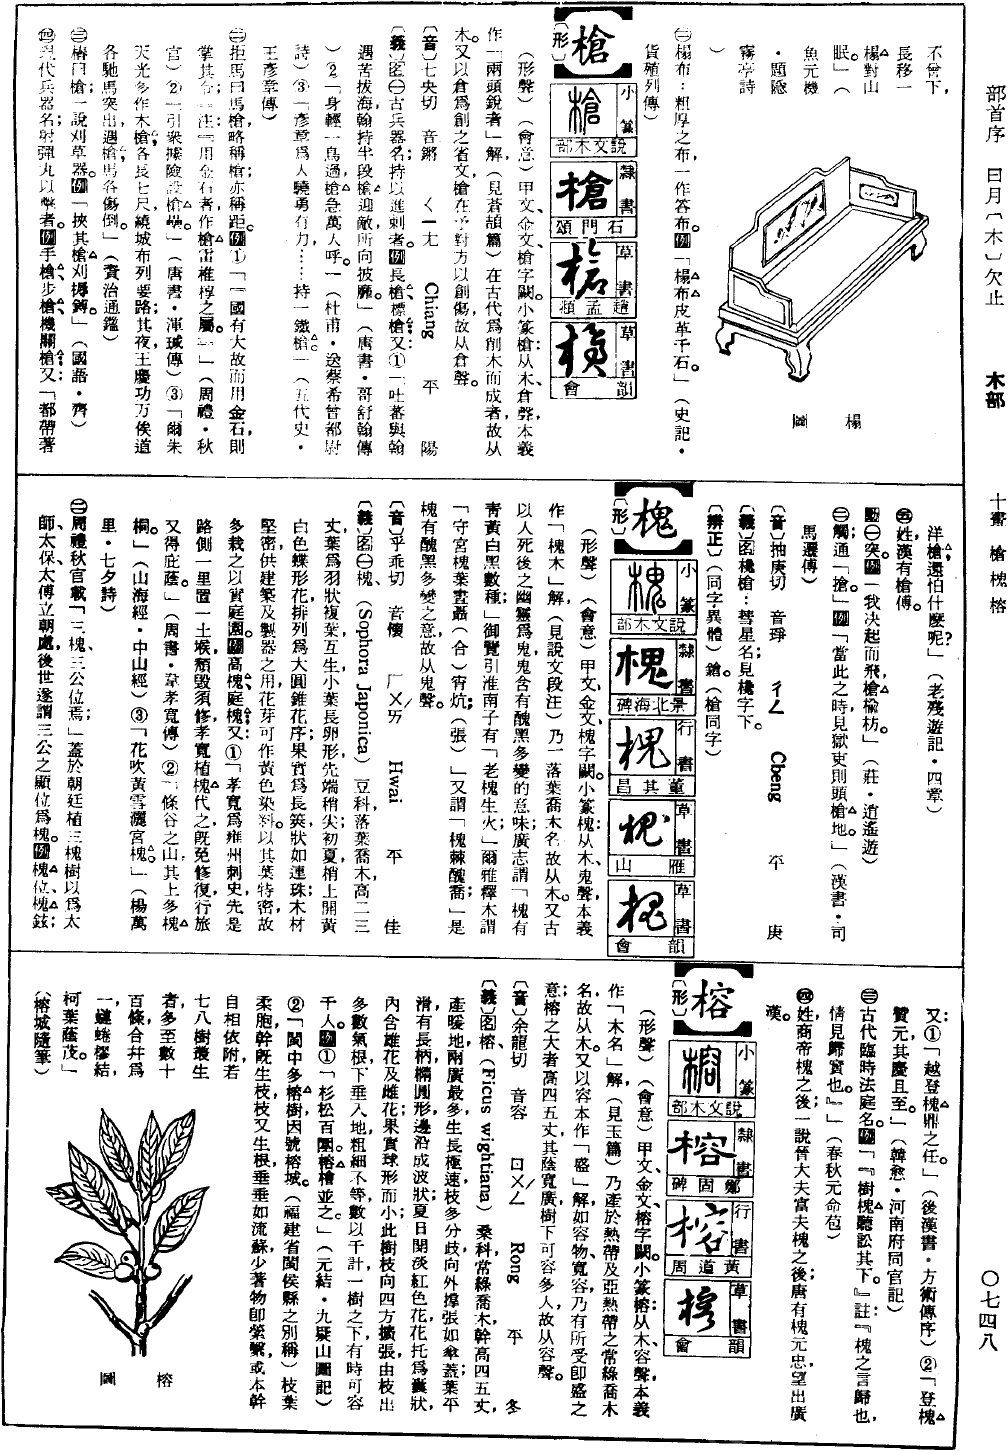 部首序　日月〔木〕欠止　木部　十畫　槍槐榕　〇七四八
不曾下，
長移一
榻對山
眠。」（
魚元機
・題隱
霧亭詩
）
榻
圖
㊂榻布：粗厚之布，一作答布。例「榻布皮革千石。」（史記・
貨殖列傳）
槍
小篆　說文木部
隸書　石門頌
草書　趙孟頫
草書　韻會
〔形〕
（形聲）（會意）甲文、金文槍字闕。小篆槍：从木、倉聲，本義
作「兩頭銳者」解，（見蒼頡篇）在古代爲削木而成者，故从
木。又以倉爲創之省文，槍在予對方以創傷，故从倉聲。
〔音〕七央切　音鏘　ㄑㄧㄤ　Chiang　平　陽
〔義〕图㊀古兵器名，持以進刺者。例長槍、標槍；又：①「吐蕃與翰
遇苦拔海，翰持半段槍迎敵，所向披靡。」（唐書・哥舒翰傳
）②「身輕一鳥過，槍急萬人呼。」（杜甫・送蔡希曾都尉
詩）③「彥章爲人驍勇有力，……持一鐵槍。」（五代史・
王彥章傳）
㊁拒馬曰馬槍，略稱槍；亦稱距。例①「『國有大故而用金石，則
掌其令』；注：『用金石者，作槍雷椎椁之屬。』」（周禮・秋
官）②「引衆據險設槍壘。」（唐書・渾瑊傳）③「爾朱
天光多作木槍，各長七尺，繞城布列，要路；其夜，王慶功万俟道
各馳馬突出，遇槍，馬各傷倒。」（資治通鑑）
㊂樁曰槍；一說刈草器。例「挾其槍刈耨鎛。」（國語・齊）
㊃現代兵器名，射彈丸以擊者。例手槍、步槍、機關槍；又「都帶著
洋槍，還怕什麼呢？」（老殘遊記・四章）
㊄姓，漢有槍傳。
動㊀突。例「我決起而飛，槍榆枋。」（莊・逍遙遊）
㊁觸；通「搶」。例「當此之時，見獄吏則頭槍地。」（漢書・司
馬遷傳）
〔音〕抽庚切　音琤　ㄔㄥ　Cheng　平　庚
〔義〕图欃槍：彗星名；見欃字下。
〔辨正〕（同字異體）鎗。（槍同字）
槐
小篆　說文木部
隸書　景北海碑
行書　董其昌
草書　雁山
草書　韻會
〔形〕
（形聲）（會意）甲文、金文槐字闕。小篆槐：从木、鬼聲，本義
作「槐木」解，（見說文段注）乃一落葉喬木名，故从木。又古
以人死後之幽靈爲鬼，鬼含有醜黑多變的意味；廣志謂「槐有
青黃白黑數種」，御覽引淮南子有「老槐生火」，爾雅釋木謂
「守宮槐葉晝聶（合）宵炕；（張）」又謂「槐棘醜喬」，是
槐有醜黑多變之意，故从鬼聲。
〔音〕乎乖切　音懷　ㄏㄨㄞˊ　Hwai　平　佳
〔義〕图㊀槐（Sophora Japonica）豆科落葉喬木，高二三
丈，葉爲羽狀複葉，互生，小葉長卵形，先端稍尖；初夏，梢上開黃
白色蝶形花，排列爲大圓錐花序；果實爲長莢，狀如連珠；木材
堅密，供建築及製器之用；花芽可作黃色染料。以其葉特密，故
多栽之以實庭園。例高槐、庭槐；又：①「孝寬爲雍州刺史，先是
路側一里置一土堠，頹毀須修，孝寬植槐代之，旣免修復，行旅
又得庇蔭。」（周書・韋孝寬傳）②「條谷之山，其上多槐
桐。」（山海經・中山經）③「花吹黃雪灑宮槐。」（楊萬
里・七夕詩）
㊁周禮秋官載「三槐，三公位焉」；蓋於朝廷植三槐樹以爲太
師、太保、太傅立朝處，後世遂謂三公之顯位爲槐。例槐位、槐鉉；
又：①「越登槐鼎之任。」（後漢書・方術傳序）②「登槐
贊元，其慶且至。」（韓愈・河南府同官記）
㊂古代臨時法庭名。例「『樹槐聽訟其下。』註：『槐之言歸也，
情見歸實也。』」（春秋元命苞）
㊃姓，商帝槐之後；一說晉大夫富夫槐之後；唐有槐元忠；望出廣
漢。
榕
小篆　說文木部
隸書　鄭固碑
行書　黃道周
草書　韻會
〔形〕
（形聲）（會意）甲文、金文榕字闕。小篆榕：从木、容聲，本義
作「木名」解，（見玉篇）乃產於熱帶及亞熱帶之常綠喬木
名，故从木。又以容本作「盛」解，如容物、寬容，乃有所受即盛之
意，榕之大者高四五丈，其蔭寬廣，樹下可容多人，故从容聲。
〔音〕余龍切　音容　ㄖㄨㄥˊ　Rong　平　冬
〔義〕图榕（Ficus wightiana）桑科常綠喬木，幹高四五丈，
產暖地，兩廣最多，生長極速，枝多分歧，向外撐張如傘蓋；葉平
滑有長柄，橢圓形，邊沿成波狀；夏日開淡紅色花，花托爲囊狀，
內含雄花及雌花；果實球形而小；此樹枝向四方擴張，由枝出
多數氣根，下垂入地，粗細不等，數以千計，一樹之下有時可容
千人。例①「杉松百圍，榕檜並之。」（元結・九疑山圖記）
②「閩中多榕樹，因號榕城。（福建省閩侯縣之別稱）枝葉
柔脆，幹旣生枝，枝又生根，垂垂如流蘇，少著物即縈繫；或本幹
自相依附，若
七八樹叢生
者；多至數十
百條，合幷爲
一，蟠蜷樛結，
柯葉蔭茂。」
（榕城隨筆）
榕
圖